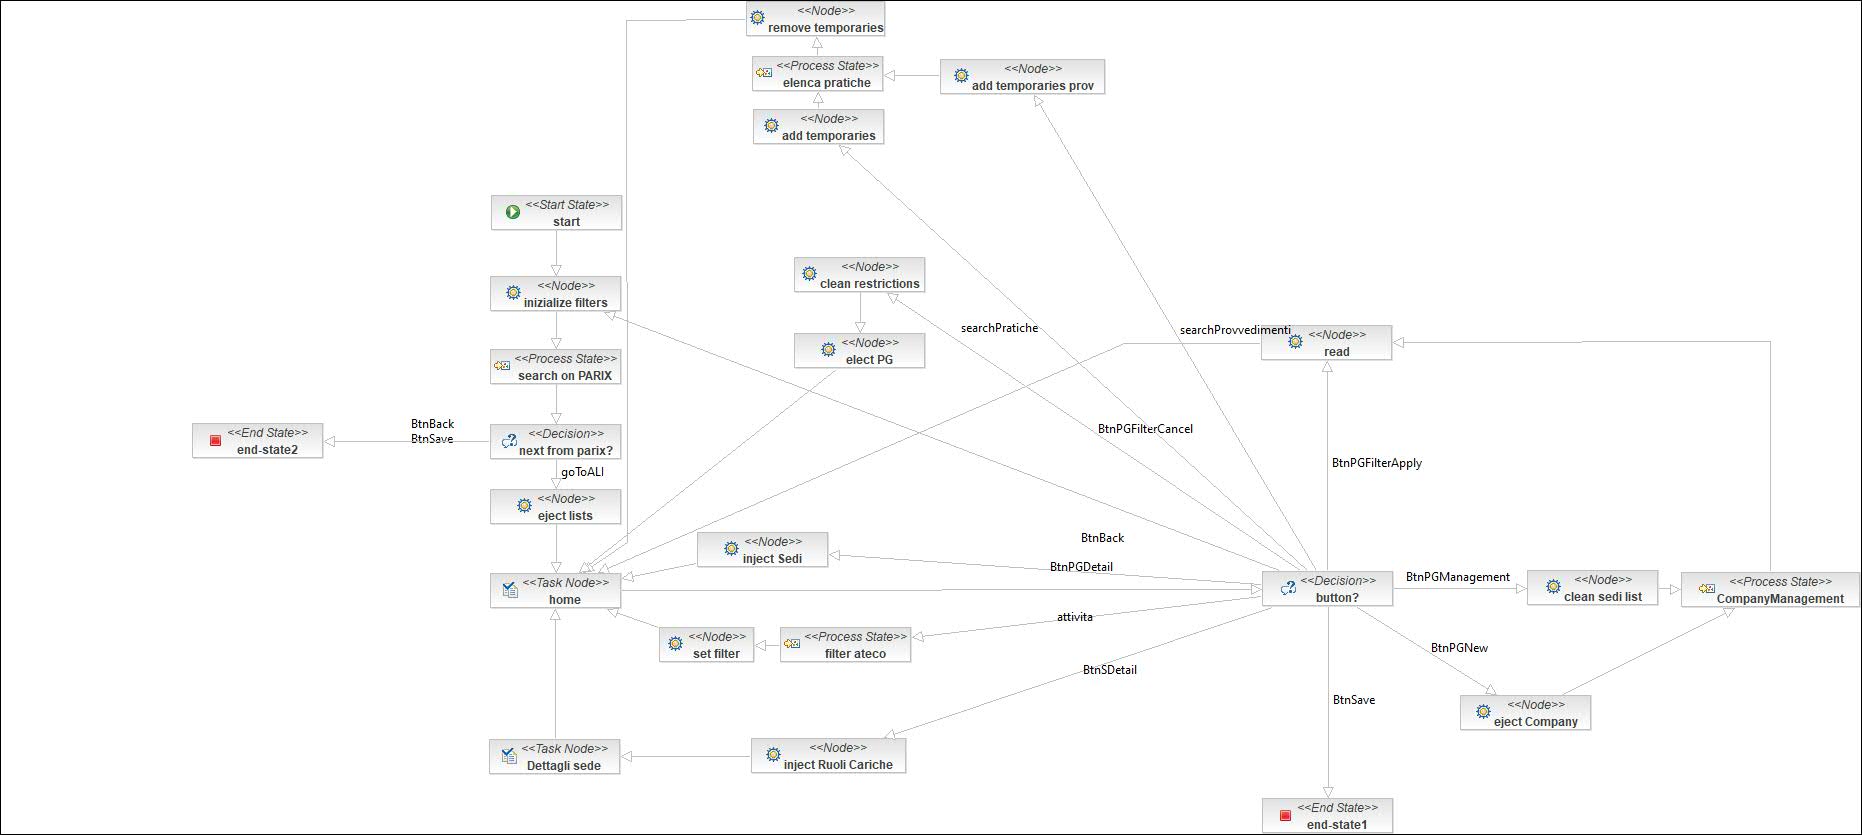 <<Node>>
remove temporaries
<<Process State>>
elenca pratiche
<<Node>>
add temporaries prov
<<Node>>
add temporaries
<<Start State>>
start
<<Node>>
inizialize filters
<<Node>>
clean restrictions
searchPratiche
searchProvvedimenti
<<Node>>
read
<<Node>>
elect PG
<<Process State>>
search on PARIX
BtnBack
BtnSave
<<End State>>
end-state2
<<Decision>>
next from parix?
BtnPGFilterCancel
BtnPGFilterApply
goToALI
<<Node>>
eject lists
<<Node>>
inject Sedi
BtnBack
BtnPGDetail
<<Task Node>>
home
<<Decision>>
button?
BtnPGManagement
<<Node>>
clean sedi list
<<Process State>>
CompanyManagement
attivita
<<Node>>
set filter
<<Process State>>
filter ateco
BtnSDetail
BtnPGNew
BtnSave
<<Node>>
eject Company
<<Task Node>>
Dettagli sede
<<Node>>
inject Ruoli Cariche
<<End State>>
end-state1